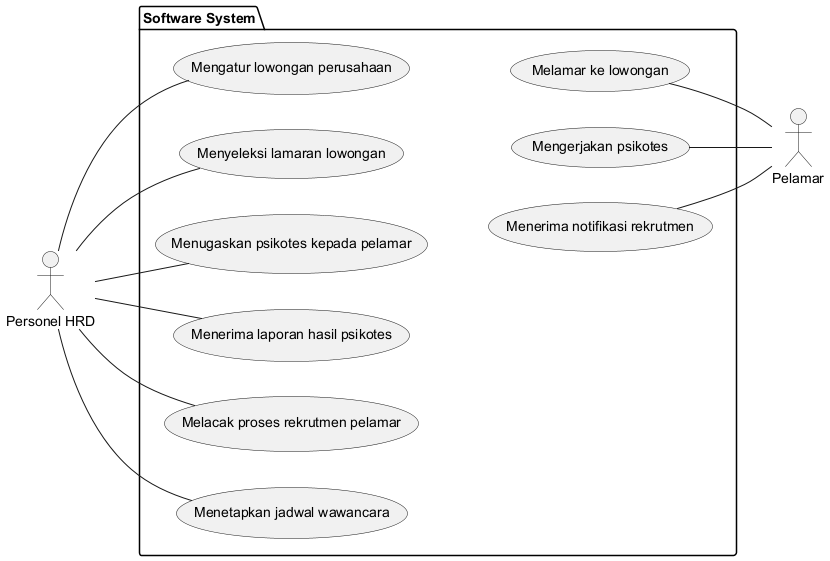 Software System
Mengatur lowongan perusahaan
Menyeleksi lamaran lowongan
Menugaskan psikotes kepada pelamar
Menerima laporan hasil psikotes
Melacak proses rekrutmen pelamar
Menetapkan jadwal wawancara
Melamar ke lowongan
Mengerjakan psikotes
Menerima notifikasi rekrutmen
Personel HRD
Pelamar